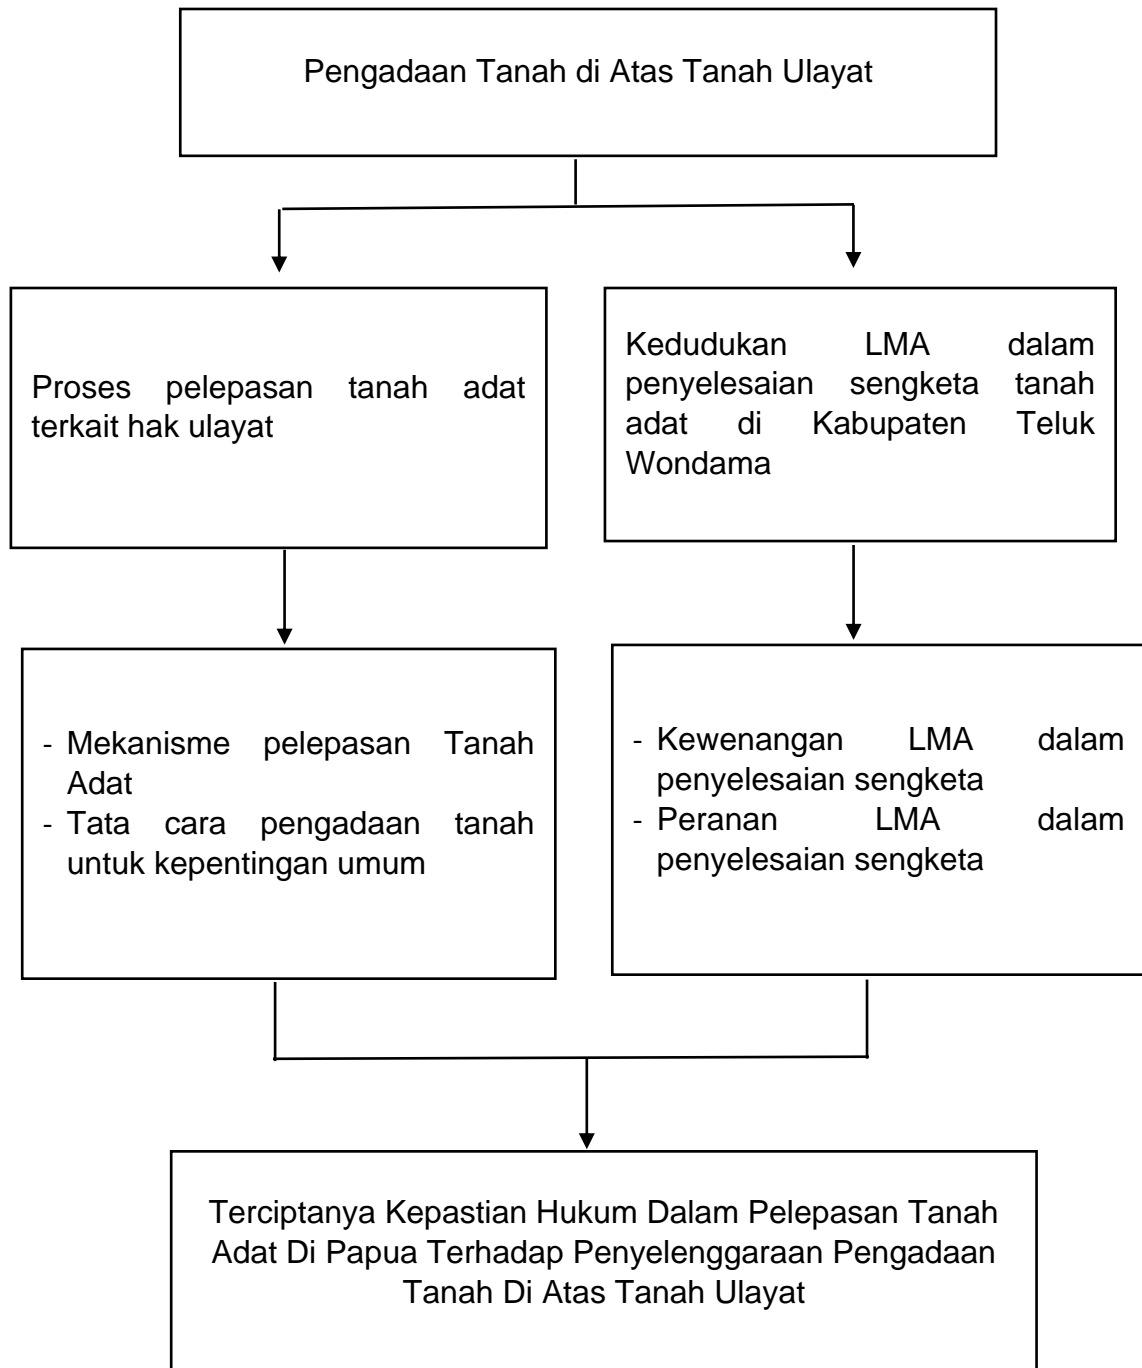 Pengadaan Tanah di Atas Tanah Ulayat
Proses pelepasan tanah adat
terkait hak ulayat
Kedudukan LMA dalam
penyelesaian sengketa tanah
adat di Kabupaten Teluk
Wondama
- Mekanisme pelepasan Tanah
Adat
- Tata cara pengadaan tanah
untuk kepentingan umum
- Kewenangan LMA dalam
penyelesaian sengketa
- Peranan LMA dalam
penyelesaian sengketa
Terciptanya Kepastian Hukum Dalam Pelepasan Tanah
Adat Di Papua Terhadap Penyelenggaraan Pengadaan
Tanah Di Atas Tanah Ulayat